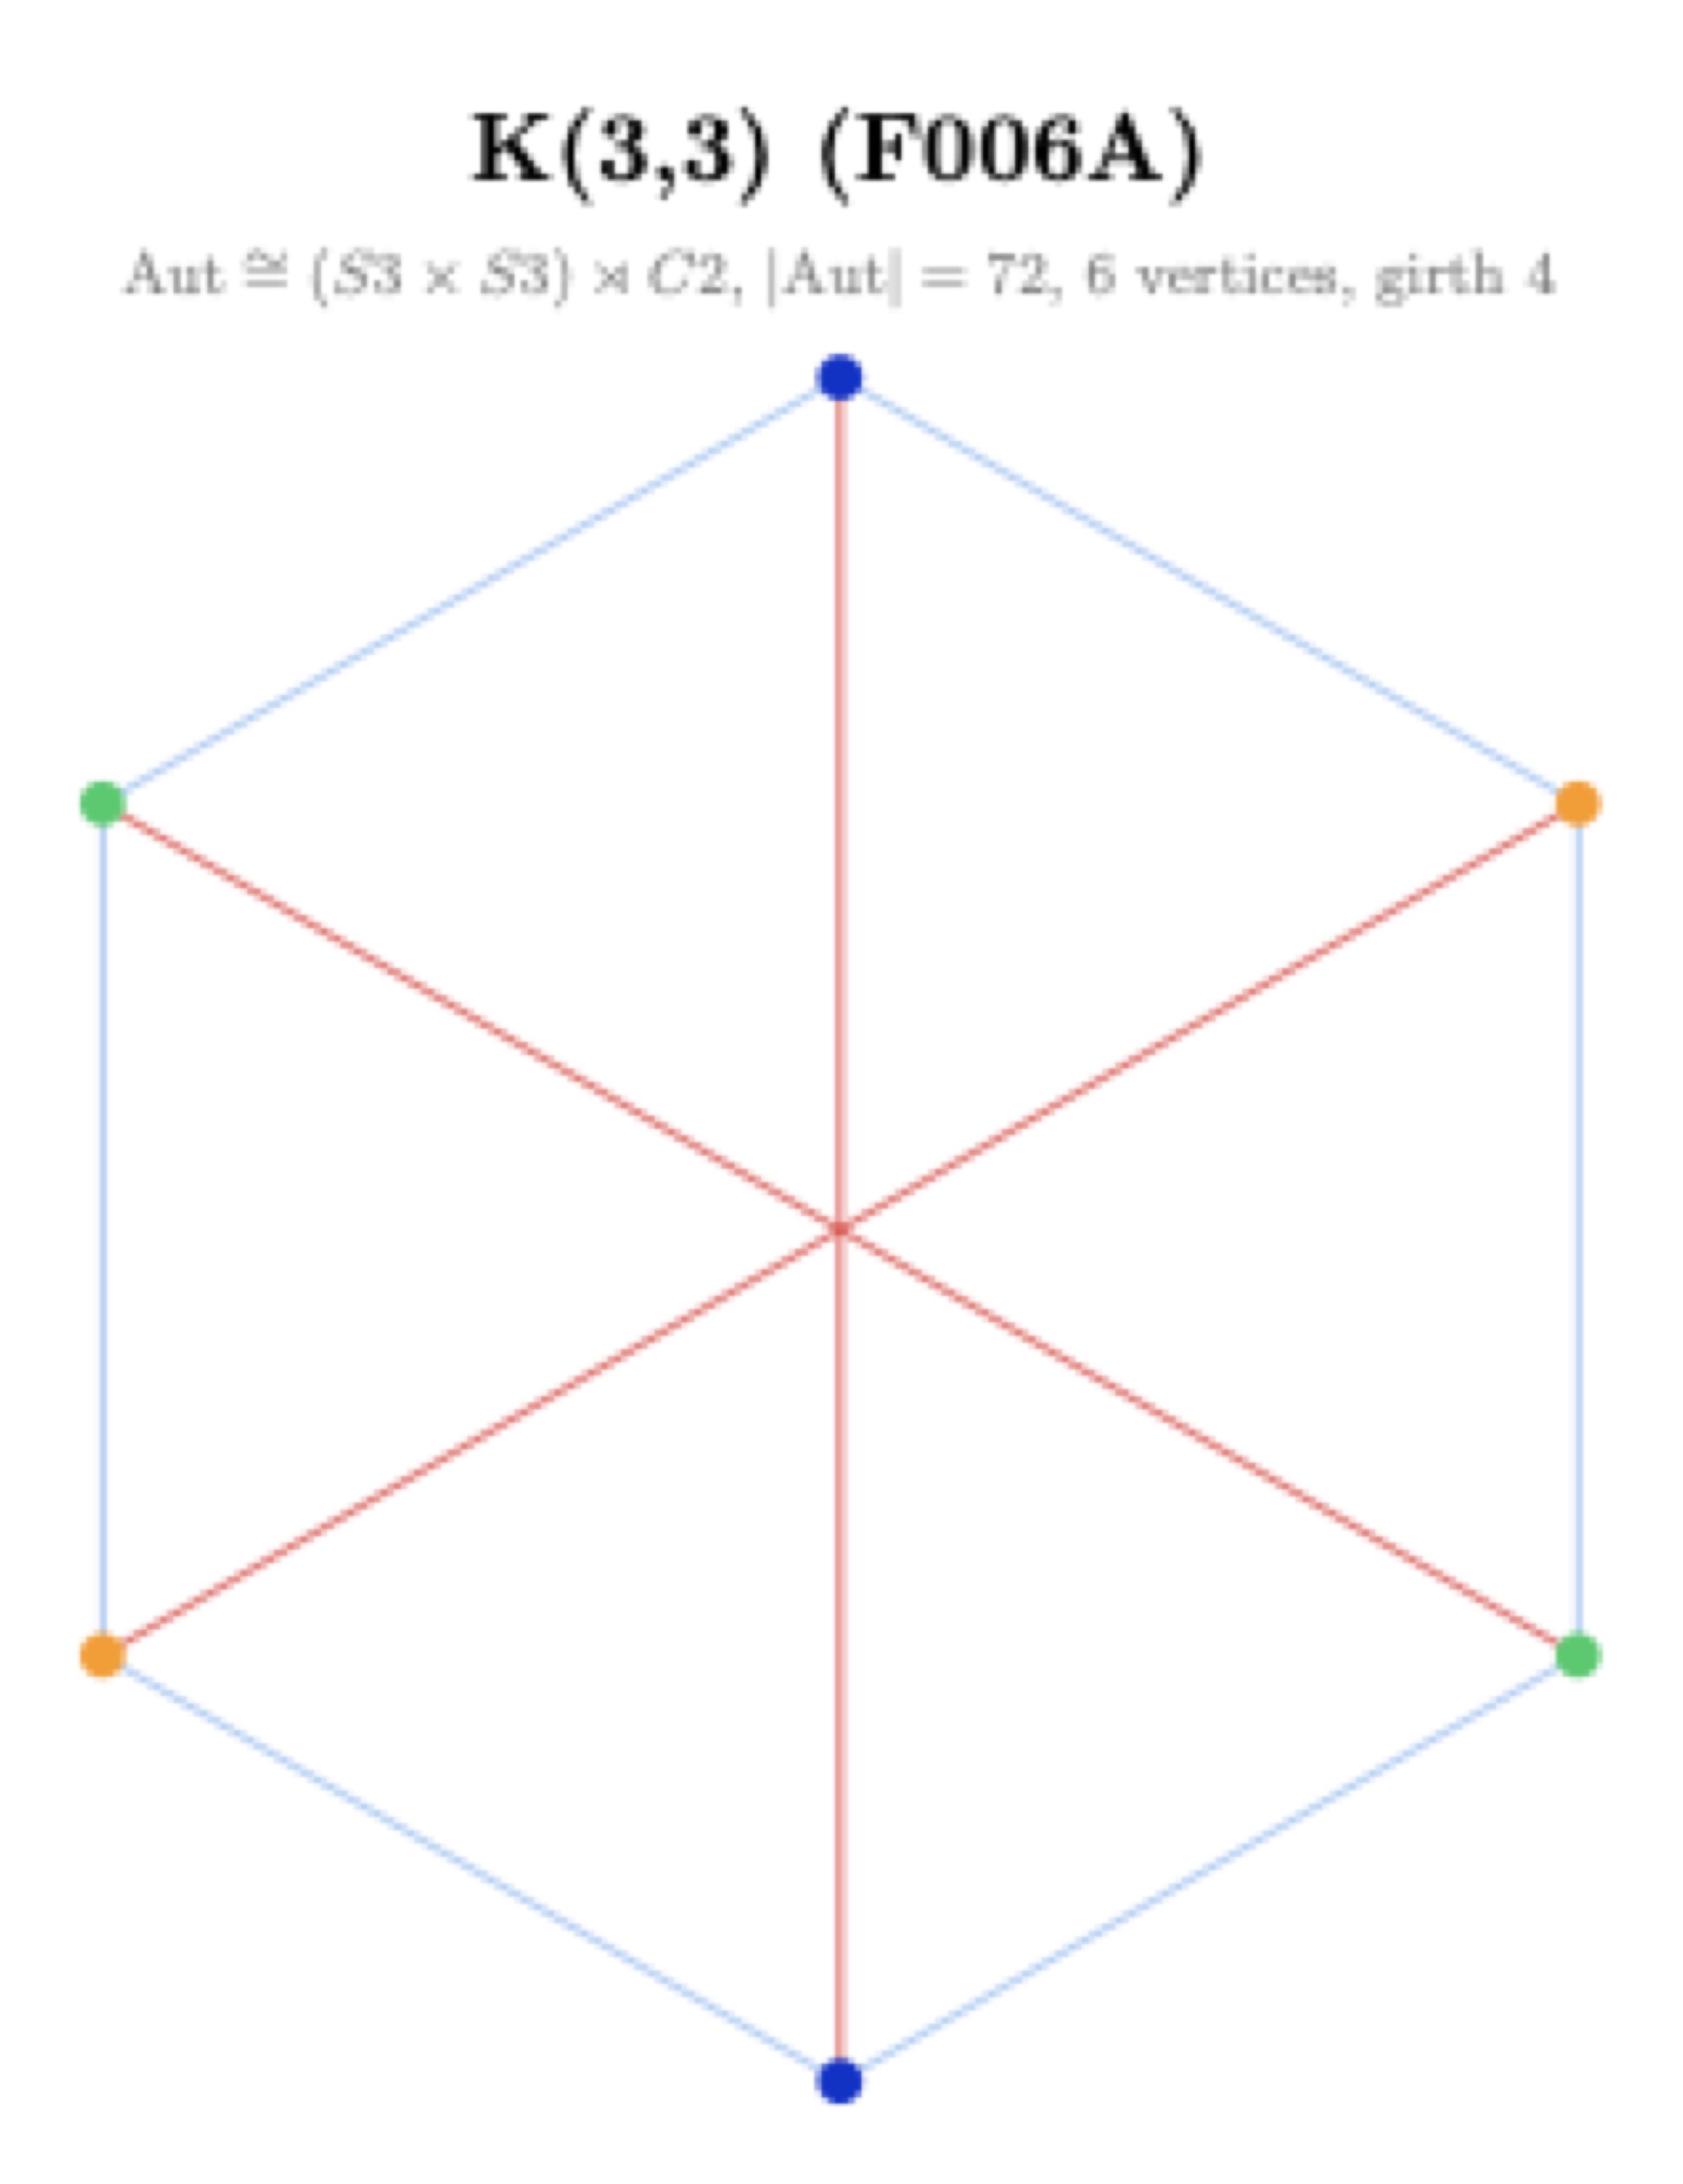 K(3,3) (F006A)
Aut ≅ (S3 × S3) ⋊ C2, |Aut| = 72, 6 vertices, girth 4